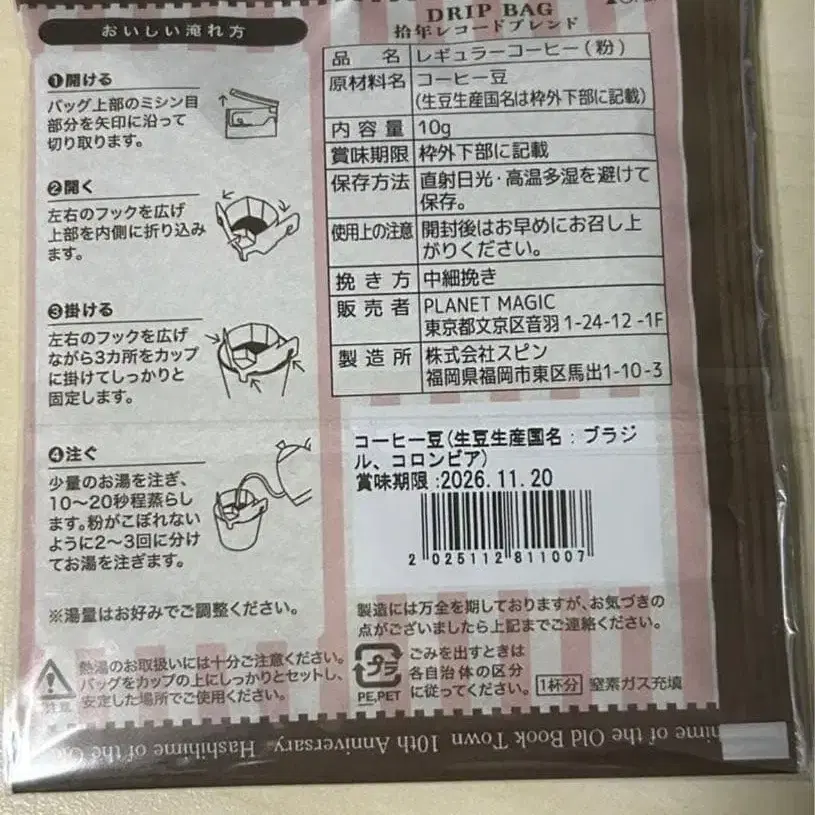 DRIP BAG
拾年レコードブレンド
おいしい淹れ方
❶開ける
バッグ上部のミシン目
部分を矢印に沿って
切り取ります。
❷開く
左右のフックを広げ
上部を内側に折り込み
ます。
❸掛ける
左右のフックを広げ
ながら3カ所をカップ
に掛けてしっかりと
固定します。
❹注ぐ
少量のお湯を注ぎ、
10〜20秒程蒸らし
ます。粉がこぼれない
ように2〜3回に分け
てお湯を注ぎます。
※湯量はお好みでご調整ください。
熱湯のお取扱いには十分ご注意ください。
バッグをカップの上にしっかりとセットし、
安定した場所でご使用ください。
注意
品名 レギュラーコーヒー(粉)
原材料名 コーヒー豆
(生豆生産国名は枠外下部に記載)
内容量 10g
賞味期限 枠外下部に記載
保存方法 直射日光・高温多湿を避けて
保存。
使用上の注意 開封後はお早めにお召し上
がりください。
挽き方 中細挽き
販売者 PLANET MAGIC
東京都文京区音羽1-24-12-1F
製造所 株式会社スピン
福岡県福岡市東区馬出1-10-3
コーヒー豆(生豆生産国名:ブラジ
ル、コロンビア)
賞味期限:2026.11.20
2 025112 811007
製造には万全を期しておりますが、お気づきの
点がございましたら上記までご連絡ください。
プラ
PE,PET
ごみを出すときは
各自治体の区分
に従ってください。
1杯分 窒素ガス充填
hime of the Old Book Town 10th Anniversary. Hashihime of the Ol